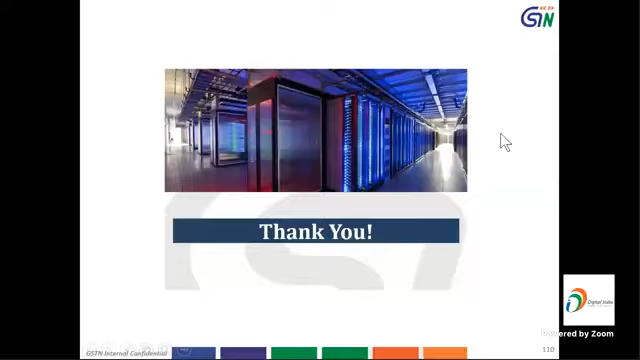 GSTN
Thank You!
Digital India
Powered by Zoom
GSTN Internal Confidential
110